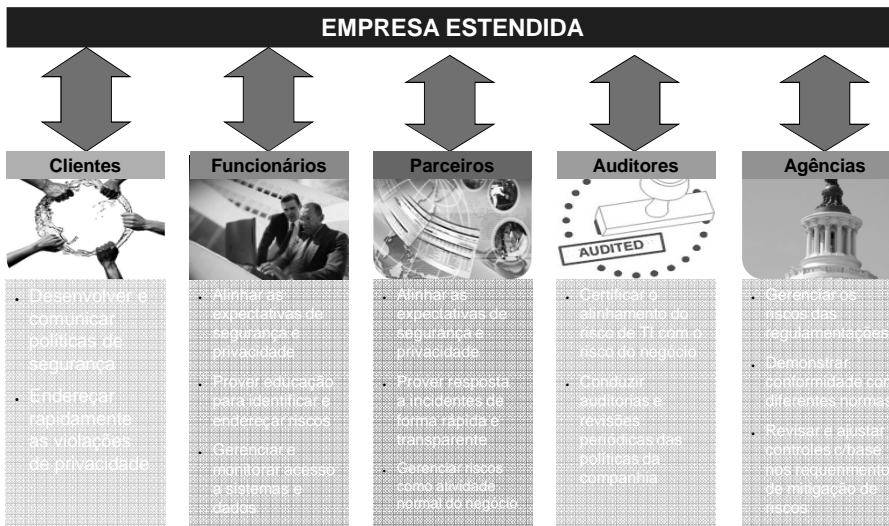 EMPRESA ESTENDIDA
Clientes
Funcionários
Parceiros
Auditores
Agências
AUDITED
• Desenvolver e
comunicar
políticas de
segurança
• Endereçar
rapidamente
as violações
de privacidade
• Alinhar as
expectativas de
segurança e
privacidade
• Prover educação
para identificar e
endereçar riscos
• Gerenciar e
monitorar acesso
a sistemas e
dados
• Alinhar as
expectativas de
segurança e
privacidade
• Prover resposta
a incidentes de
forma rápida e
transparente
• Gerenciar riscos
como atividade
normal do negócio
• Certificar o
alinhamento do
risco de TI com o
risco do negócio
• Conduzir
auditorias e
revisões
periódicas das
políticas da
companhia
• Gerenciar os
riscos das
regulamentações
• Demonstrar
conformidade com
diferentes normas
• Revisar e ajustar
controles c/base
nos requerimento
de mitigação de
riscos